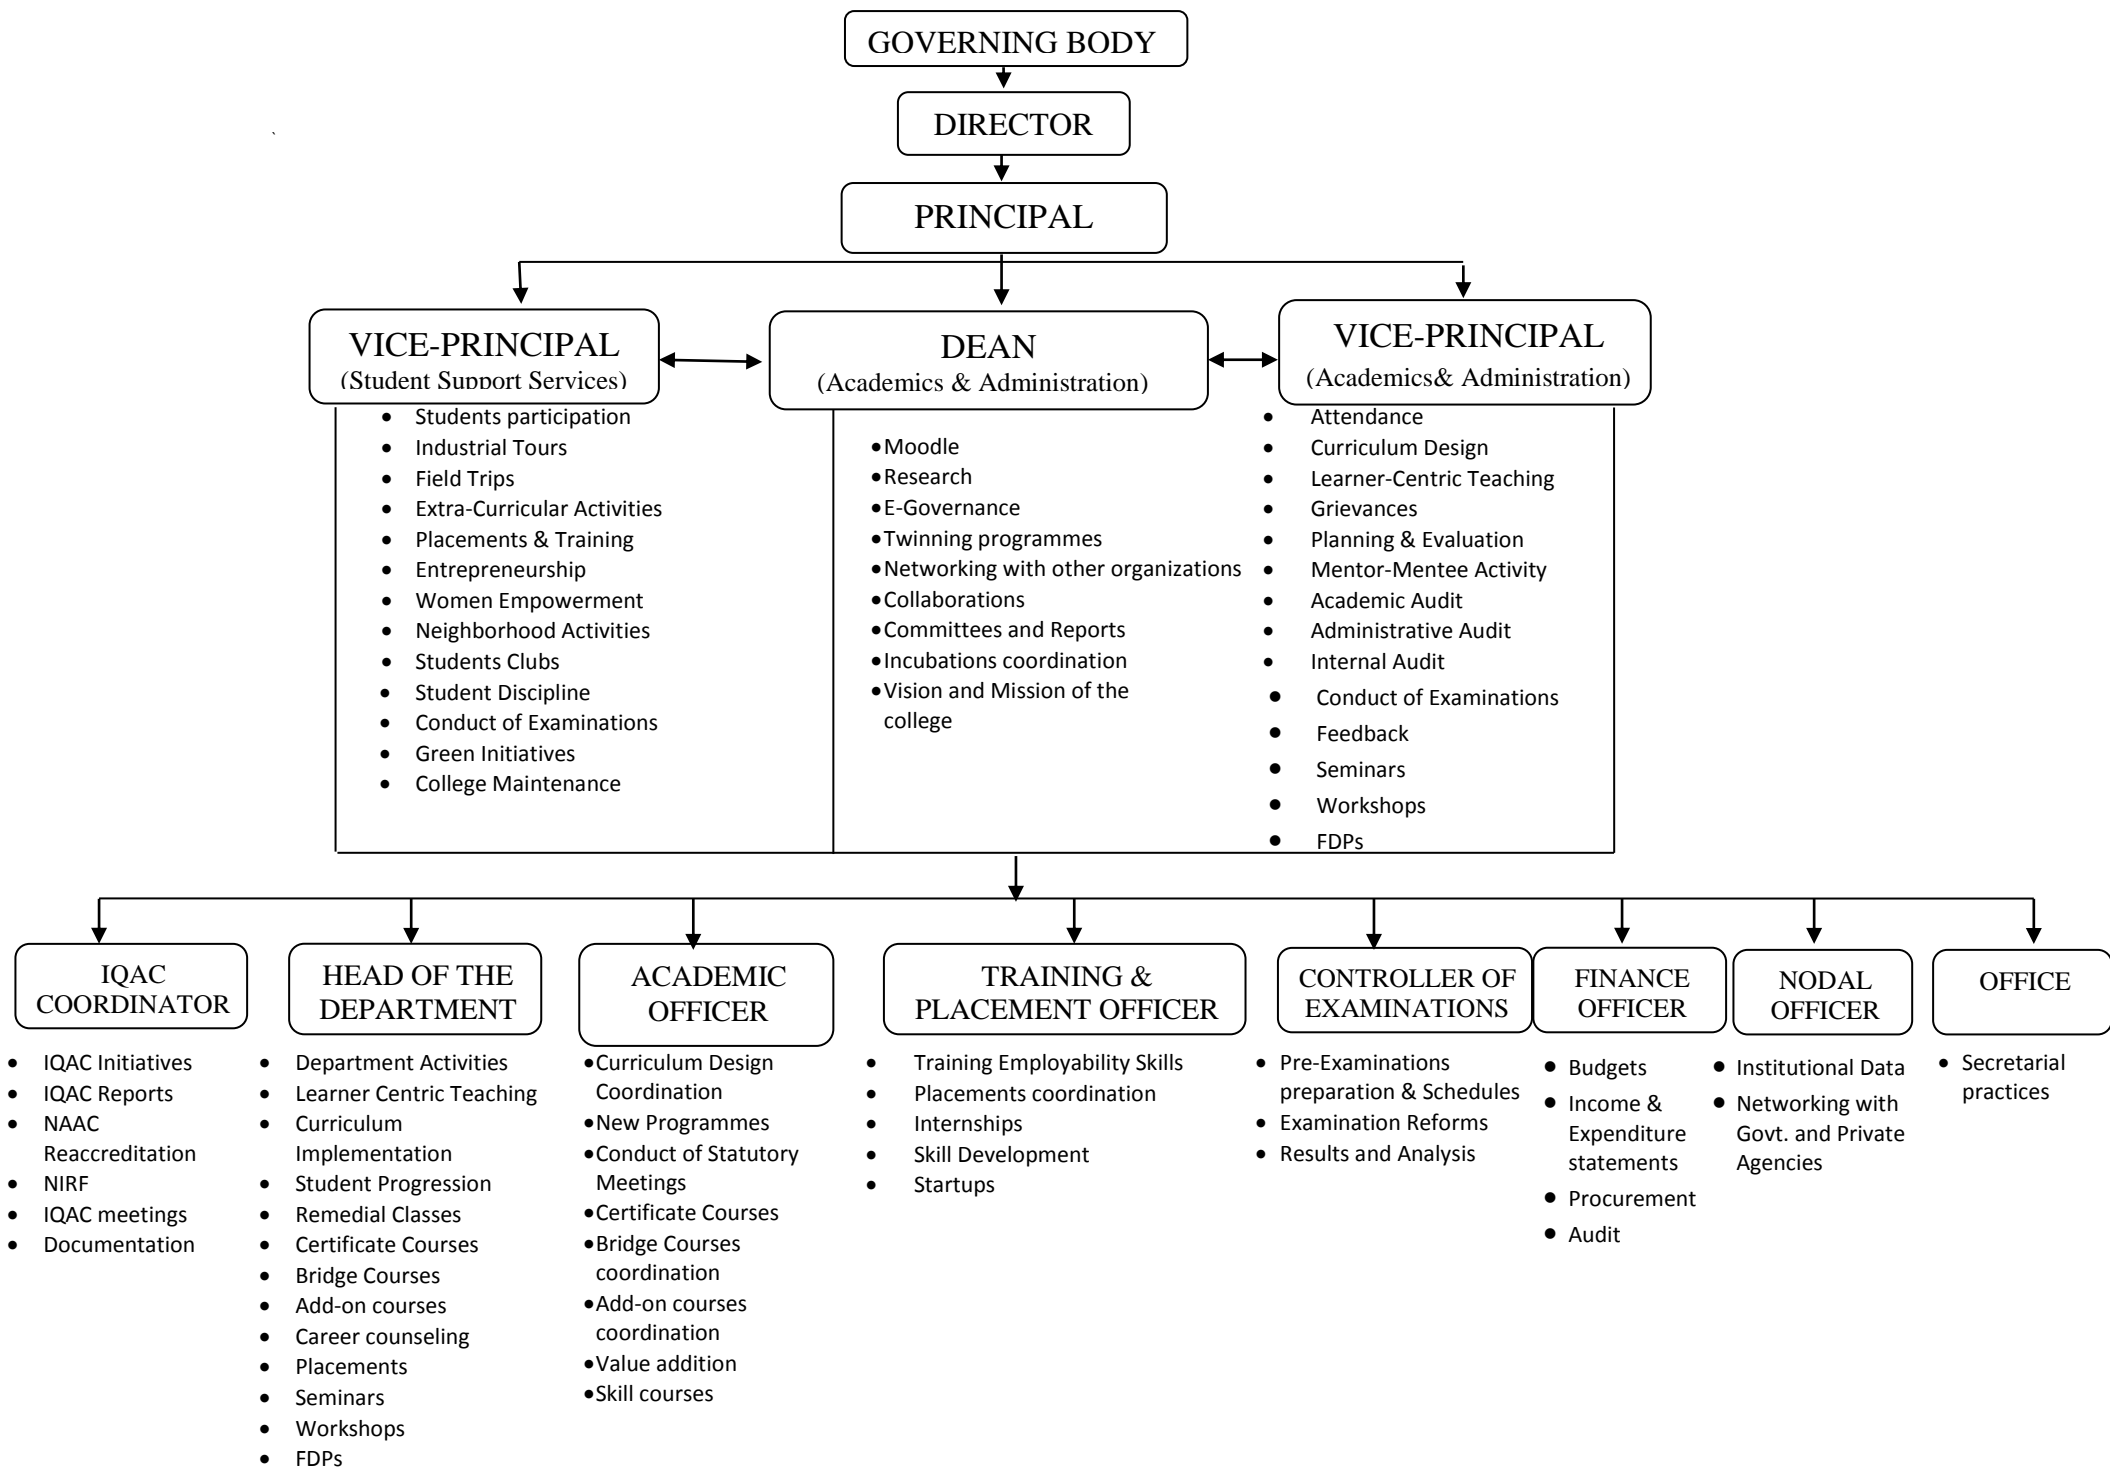 GOVERNING BODY
DIRECTOR
`
PRINCIPAL
VICE-PRINCIPAL
(Student Support Services)
DEAN
(Academics & Administration)
VICE-PRINCIPAL
(Academics& Administration)
• Students participation
• Industrial Tours
• Field Trips
• Extra-Curricular Activities
• Placements & Training
• Entrepreneurship
• Women Empowerment
• Neighborhood Activities
• Students Clubs
• Student Discipline
• Conduct of Examinations
• Green Initiatives
• College Maintenance
• Moodle
• Research
• E-Governance
• Twinning programmes
• Networking with other organizations
• Collaborations
• Committees and Reports
• Incubations coordination
• Vision and Mission of the
college
• Attendance
• Curriculum Design
• Learner-Centric Teaching
• Grievances
• Planning & Evaluation
• Mentor-Mentee Activity
• Academic Audit
• Administrative Audit
• Internal Audit
• Conduct of Examinations
• Feedback
• Seminars
• Workshops
• FDPs
IQAC
COORDINATOR
• IQAC Initiatives
• IQAC Reports
• NAAC
Reaccreditation
• NIRF
• IQAC meetings
• Documentation
HEAD OF THE
DEPARTMENT
• Department Activities
• Learner Centric Teaching
• Curriculum
Implementation
• Student Progression
• Remedial Classes
• Certificate Courses
• Bridge Courses
• Add-on courses
• Career counseling
• Placements
• Seminars
• Workshops
• FDPs
ACADEMIC
OFFICER
• Curriculum Design
Coordination
• New Programmes
• Conduct of Statutory
Meetings
• Certificate Courses
• Bridge Courses
coordination
• Add-on courses
coordination
• Value addition
• Skill courses
TRAINING &
PLACEMENT OFFICER
• Training Employability Skills
• Placements coordination
• Internships
• Skill Development
• Startups
CONTROLLER OF
EXAMINATIONS
• Pre-Examinations
preparation & Schedules
• Examination Reforms
• Results and Analysis
FINANCE
OFFICER
• Budgets
• Income &
Expenditure
statements
• Procurement
• Audit
NODAL
OFFICER
• Institutional Data
• Networking with
Govt. and Private
Agencies
OFFICE
• Secretarial
practices